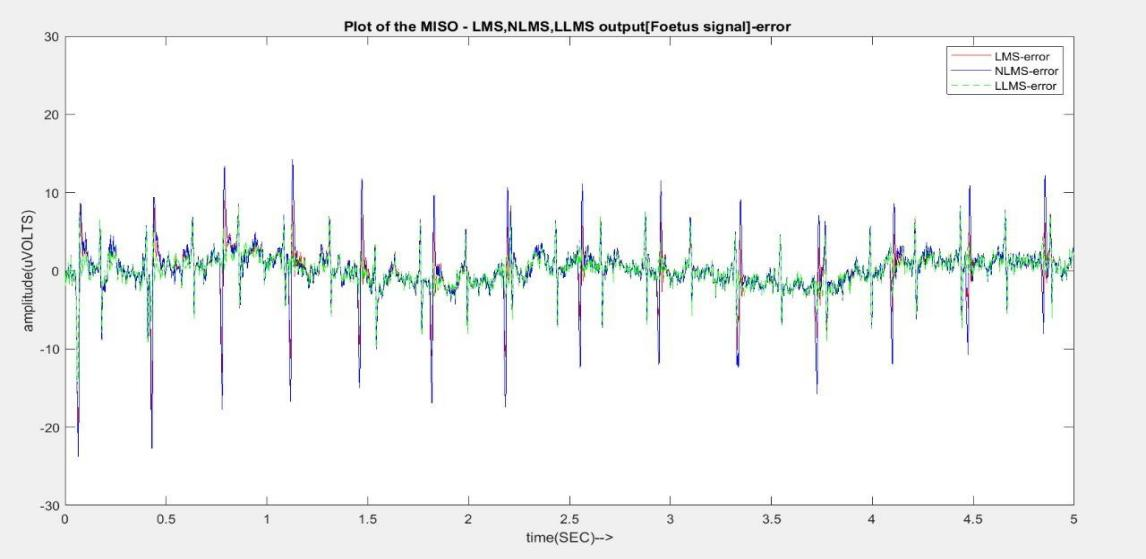 Plot of the MISO - LMS,NLMS,LLMS output[Foetus signal]-error
30
20
10
0
-10
-20
-30
amplitude(uVOLTS)
LMS-error
NLMS-error
LLMS-error
0 0.5 1 1.5 2 2.5 3 3.5 4 4.5 5
time(SEC)-->